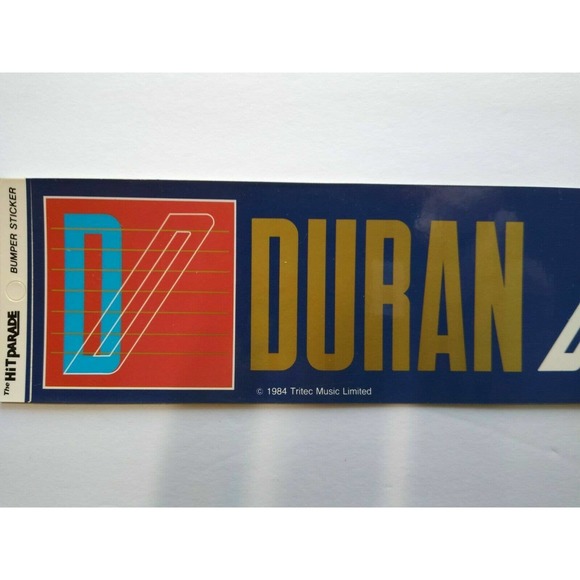 The HiT PARADE BUMPER STICKER
D D
DURAN
© 1984 Tritec Music Limited